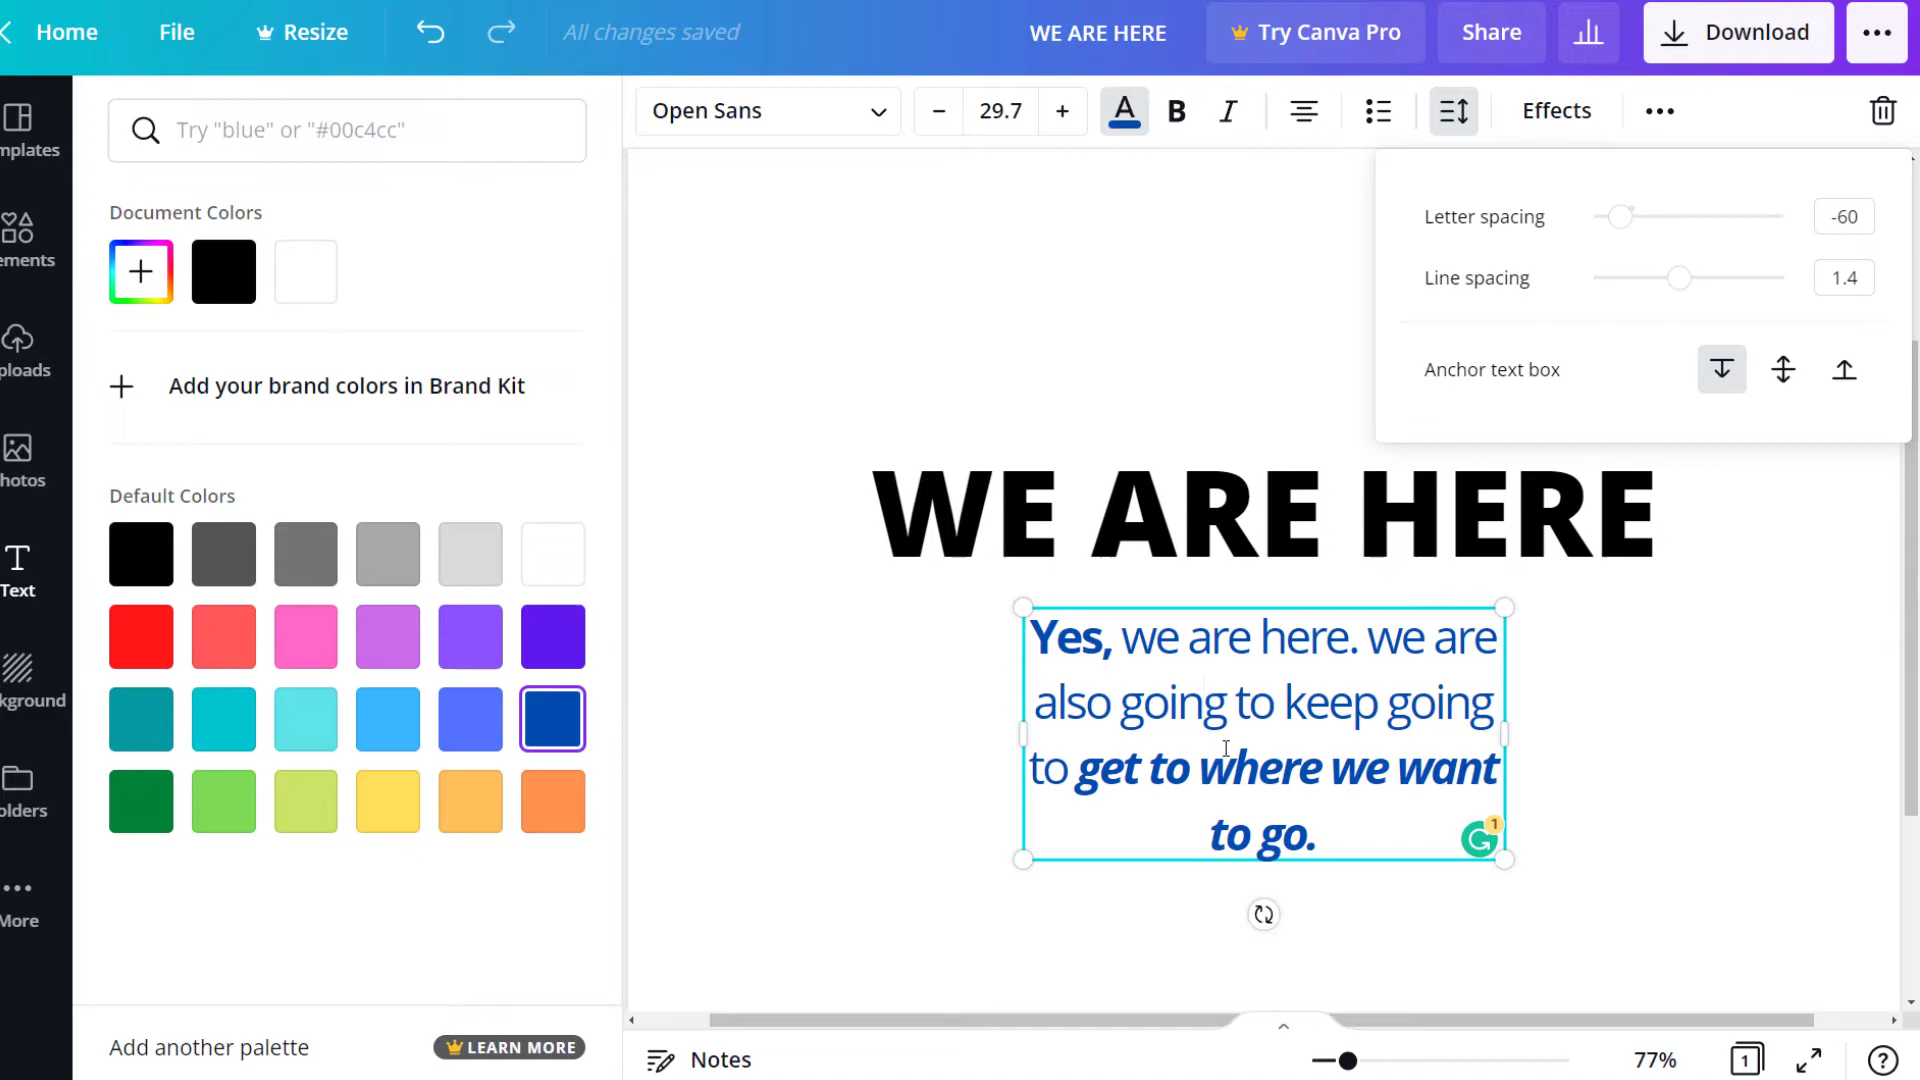 Home
File
Resize
All changes saved
WE ARE HERE
Try Canva Pro
Share
Download
mplates
ements
ploads
hotos
Text
kground
olders
More
Try "blue" or "#00c4cc"
Document Colors
Add your brand colors in Brand Kit
Default Colors
Add another palette
LEARN MORE
Open Sans
– 29.7 +
A B I
Effects
Letter spacing -60
Line spacing 1.4
Anchor text box
WE ARE HERE
Yes, we are here. we are
also going to keep going
to get to where we want
to go.
1
Notes
77%
1
?